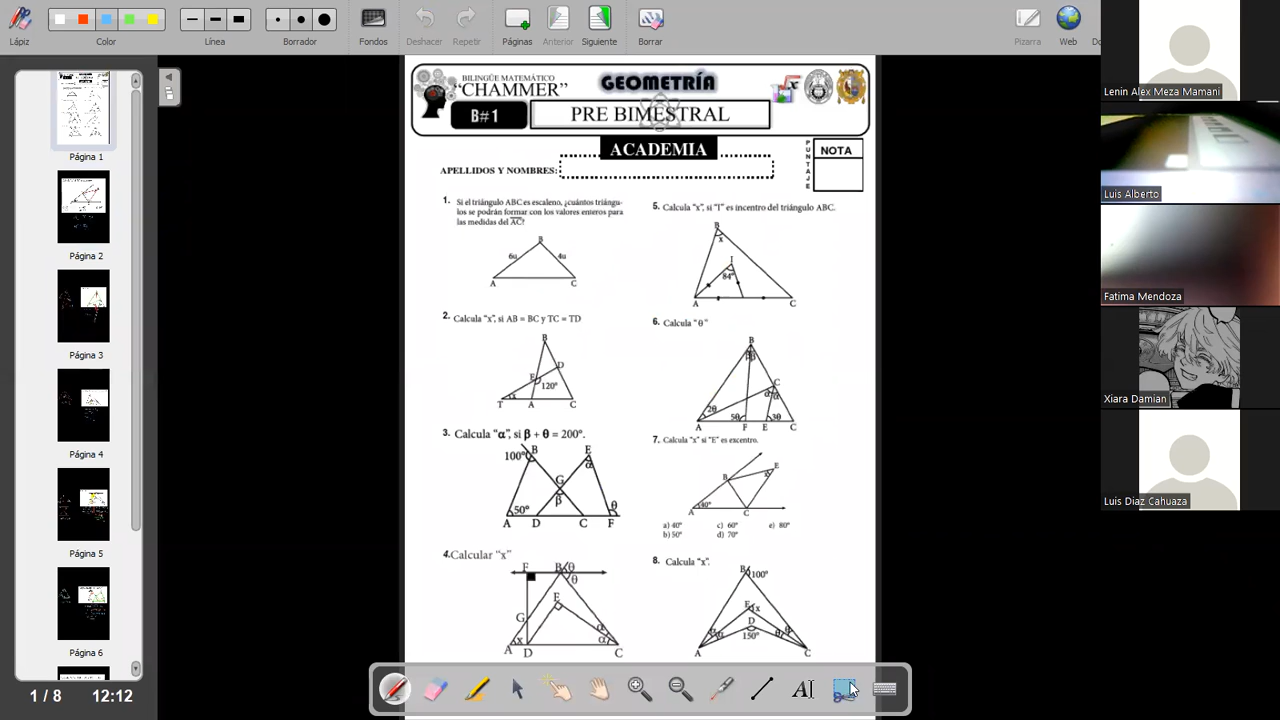 Lápiz
Color
Línea
Borrador
Fondos
Deshacer
Repetir
Páginas
Anterior
Siguiente
Borrar
Pizarra
Web
Página 1
Página 2
Página 3
Página 4
Página 5
Página 6
1 / 8 12:12
BILINGÜE MATEMÁTICO
“CHAMMER”
GEOMETRÍA
B#1
PRE BIMESTRAL
ACADEMIA
APELLIDOS Y NOMBRES:
PUNTAJE
NOTA
1. Si el triángulo ABC es escaleno, ¿cuántos triángu-
los se podrán formar con los valores enteros para
las medidas del AC?
B
6u 4u
A C
2. Calcula “x”, si AB = BC y TC = TD
B
D
E
120°
x
T A C
3. Calcula “α”, si β + θ = 200°.
100° B E
α
G
β
50° θ
A D C F
4. Calcular “x”
F B θ
θ
E
G
α
x α
A D C
5. Calcula “x”, si “I” es incentro del triángulo ABC.
B
x
I
84°
A C
6. Calcula “θ”
B
β β
C
α α
2θ 5θ 3θ
A F E C
7. Calcula “x” si “E” es excentro.
B E
x
40°
A C
a) 40° c) 60° e) 80°
b) 50° d) 70°
8. Calcula “x”.
B 100°
E x
D
α α 150° θ θ
A C
Lenin Alex Meza Mamani
Luis Alberto
Fatima Mendoza
Xiara Damian
Luis Diaz Cahuaza